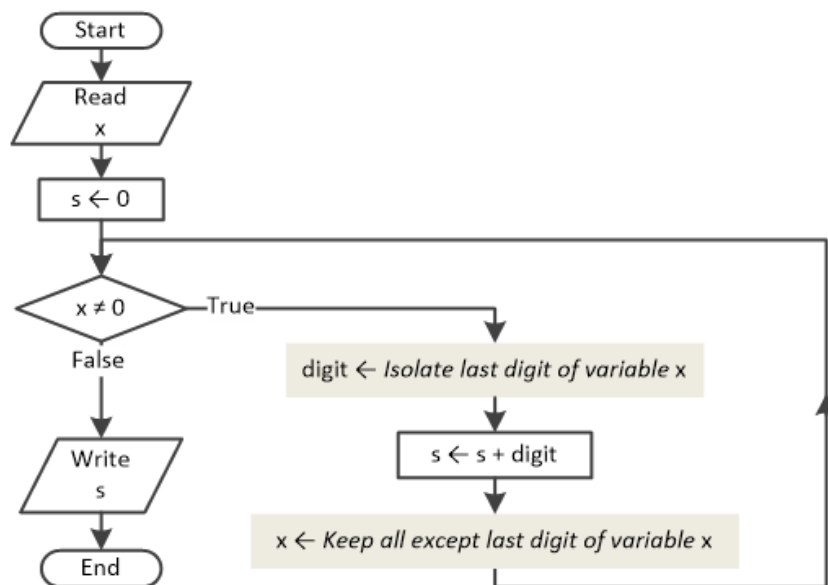 Start
Read
x
s ← 0
x ≠ 0
True
False
digit ← Isolate last digit of variable x
s ← s + digit
x ← Keep all except last digit of variable x
Write
s
End